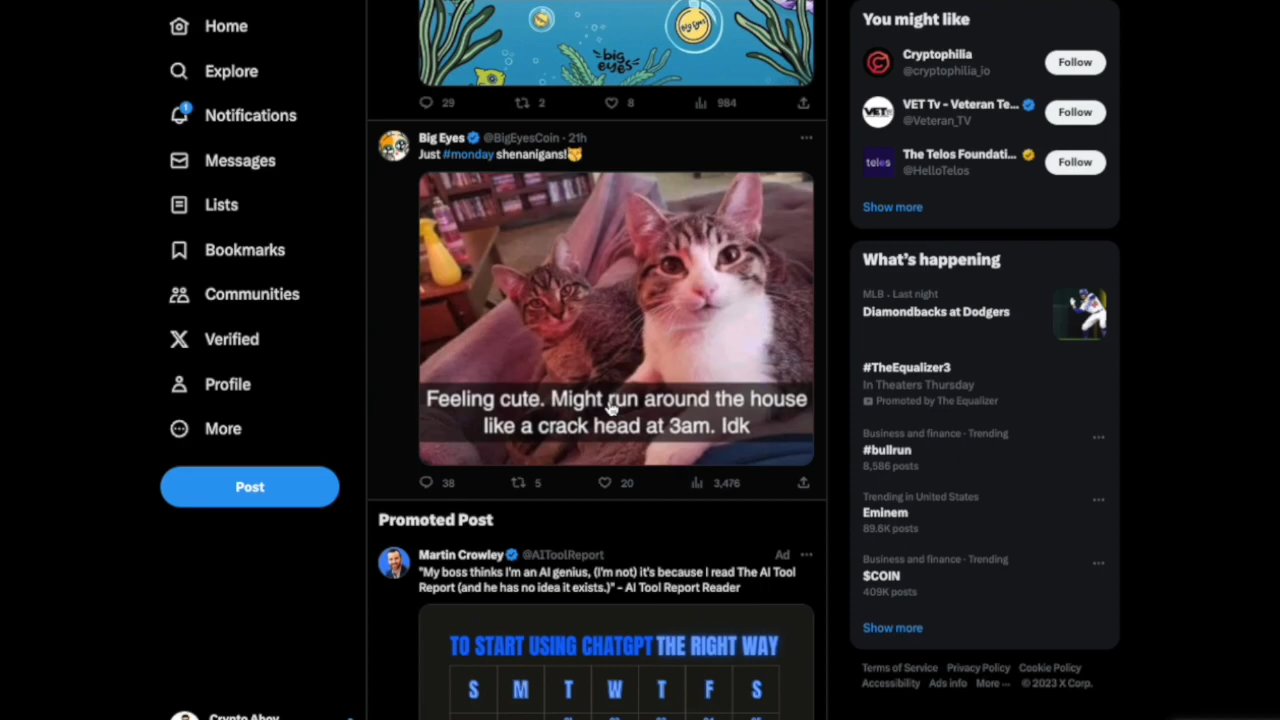 Home
Explore
1
Notifications
Messages
Lists
Bookmarks
Communities
Verified
Profile
More
Post
big eyes
big
eyes
29
2
8
984
Big Eyes @BigEyesCoin · 21h
Just #monday shenanigans!
Feeling cute. Might run around the house
like a crack head at 3am. Idk
38
5
20
3,476
Promoted Post
Martin Crowley @AIToolReport
Ad
"My boss thinks I'm an AI genius, (I'm not) it's because I read The AI Tool
Report (and he has no idea it exists.)" – AI Tool Report Reader
TO START USING CHATGPT THE RIGHT WAY
S M T W T F S
You might like
Cryptophilia
@cryptophilia_io
Follow
VET Tv - Veteran Te...
@Veteran_TV
Follow
telos
The Telos Foundati...
@HelloTelos
Follow
Show more
What's happening
MLB · Last night
Diamondbacks at Dodgers
#TheEqualizer3
In Theaters Thursday
Promoted by The Equalizer
Business and finance · Trending
#bullrun
8,586 posts
Trending in United States
Eminem
89.6K posts
Business and finance · Trending
$COIN
409K posts
Show more
Terms of Service Privacy Policy Cookie Policy
Accessibility Ads info More ··· © 2023 X Corp.
Crypto Ahoy